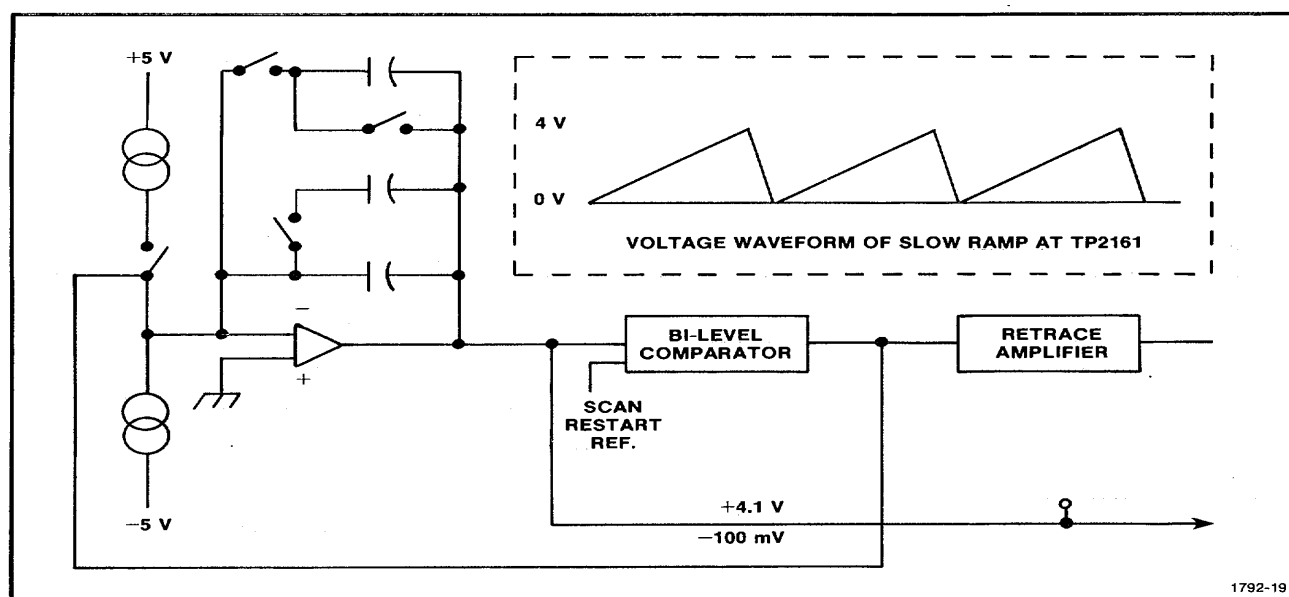 +5 V
4 V
0 V
VOLTAGE WAVEFORM OF SLOW RAMP AT TP2161
−
+
BI-LEVEL
COMPARATOR
RETRACE
AMPLIFIER
SCAN
RESTART
REF.
−5 V
+4.1 V
−100 mV
1792-19